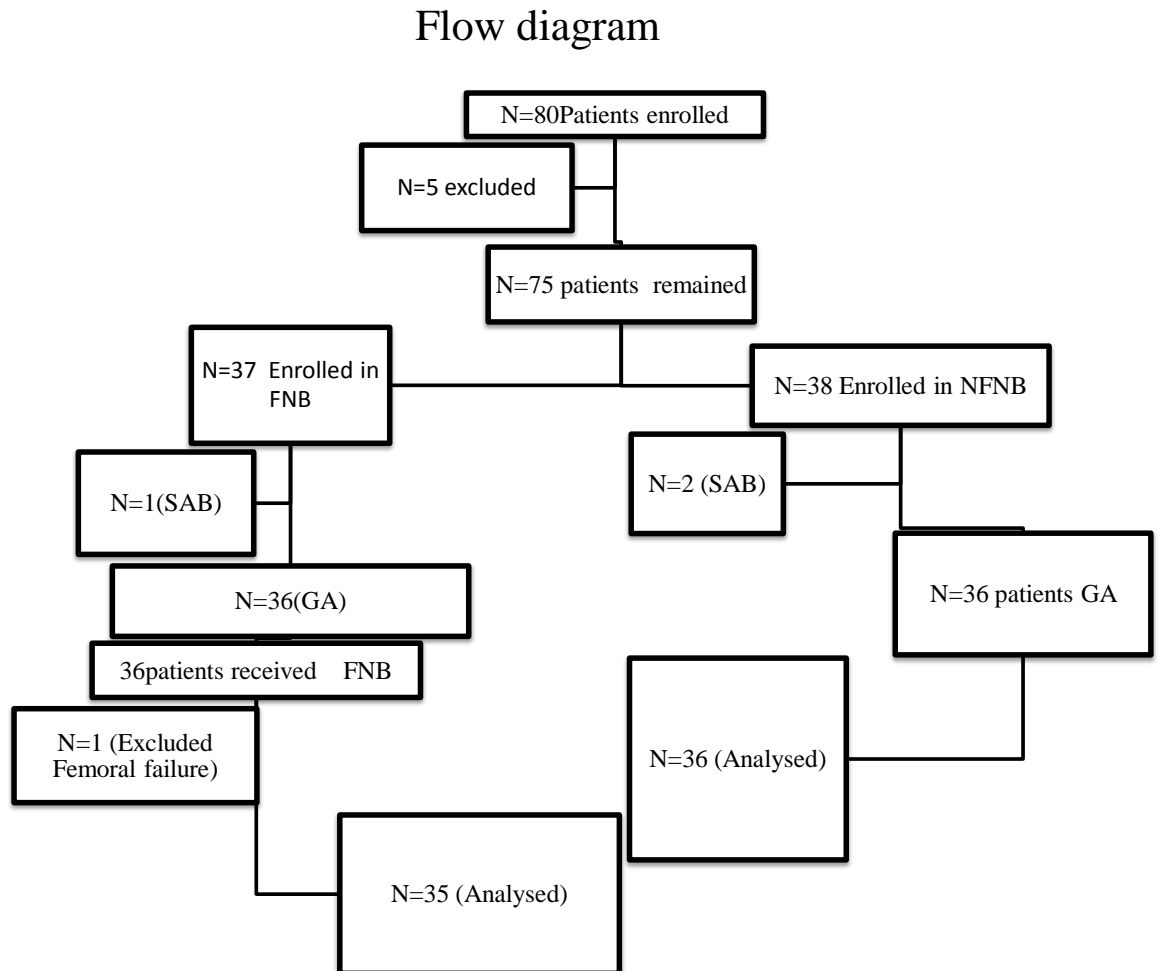 Flow diagram
N=80Patients enrolled
N=5 excluded
N=75 patients remained
N=37 Enrolled in
FNB
N=38 Enrolled in NFNB
N=1(SAB)
N=2 (SAB)
N=36(GA)
N=36 patients GA
36patients received FNB
N=1 (Excluded
Femoral failure)
N=36 (Analysed)
N=35 (Analysed)